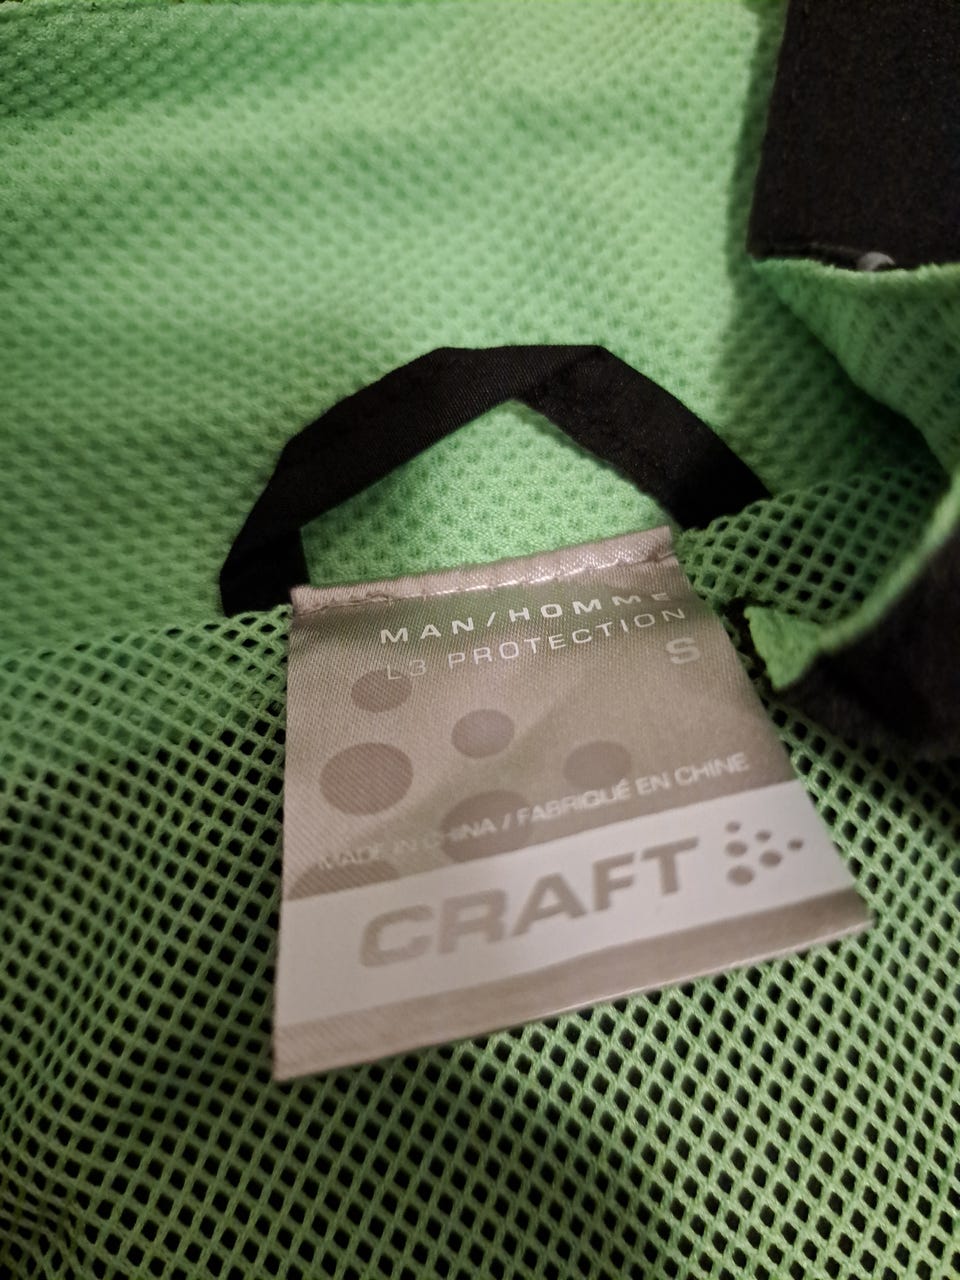 MAN/HOMME
L3 PROTECTION
S
MADE IN CHINA / FABRIQUÉ EN CHINE
CRAFT